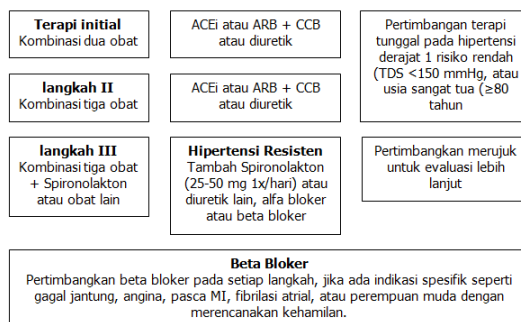 Terapi initial
Kombinasi dua obat
ACEi atau ARB + CCB
atau diuretik
Pertimbangan terapi
tunggal pada hipertensi
derajat 1 risiko rendah
(TDS <150 mmHg, atau
usia sangat tua (≥80
tahun
langkah II
Kombinasi tiga obat
ACEi atau ARB + CCB
atau diuretik
langkah III
Kombinasi tiga obat
+ Spironolakton
atau obat lain
Hipertensi Resisten
Tambah Spironolakton
(25-50 mg 1x/hari) atau
diuretik lain, alfa bloker
atau beta bloker
Pertimbangkan merujuk
untuk evaluasi lebih
lanjut
Beta Bloker
Pertimbangkan beta bloker pada setiap langkah, jika ada indikasi spesifik seperti
gagal jantung, angina, pasca MI, fibrilasi atrial, atau perempuan muda dengan
merencanakan kehamilan.